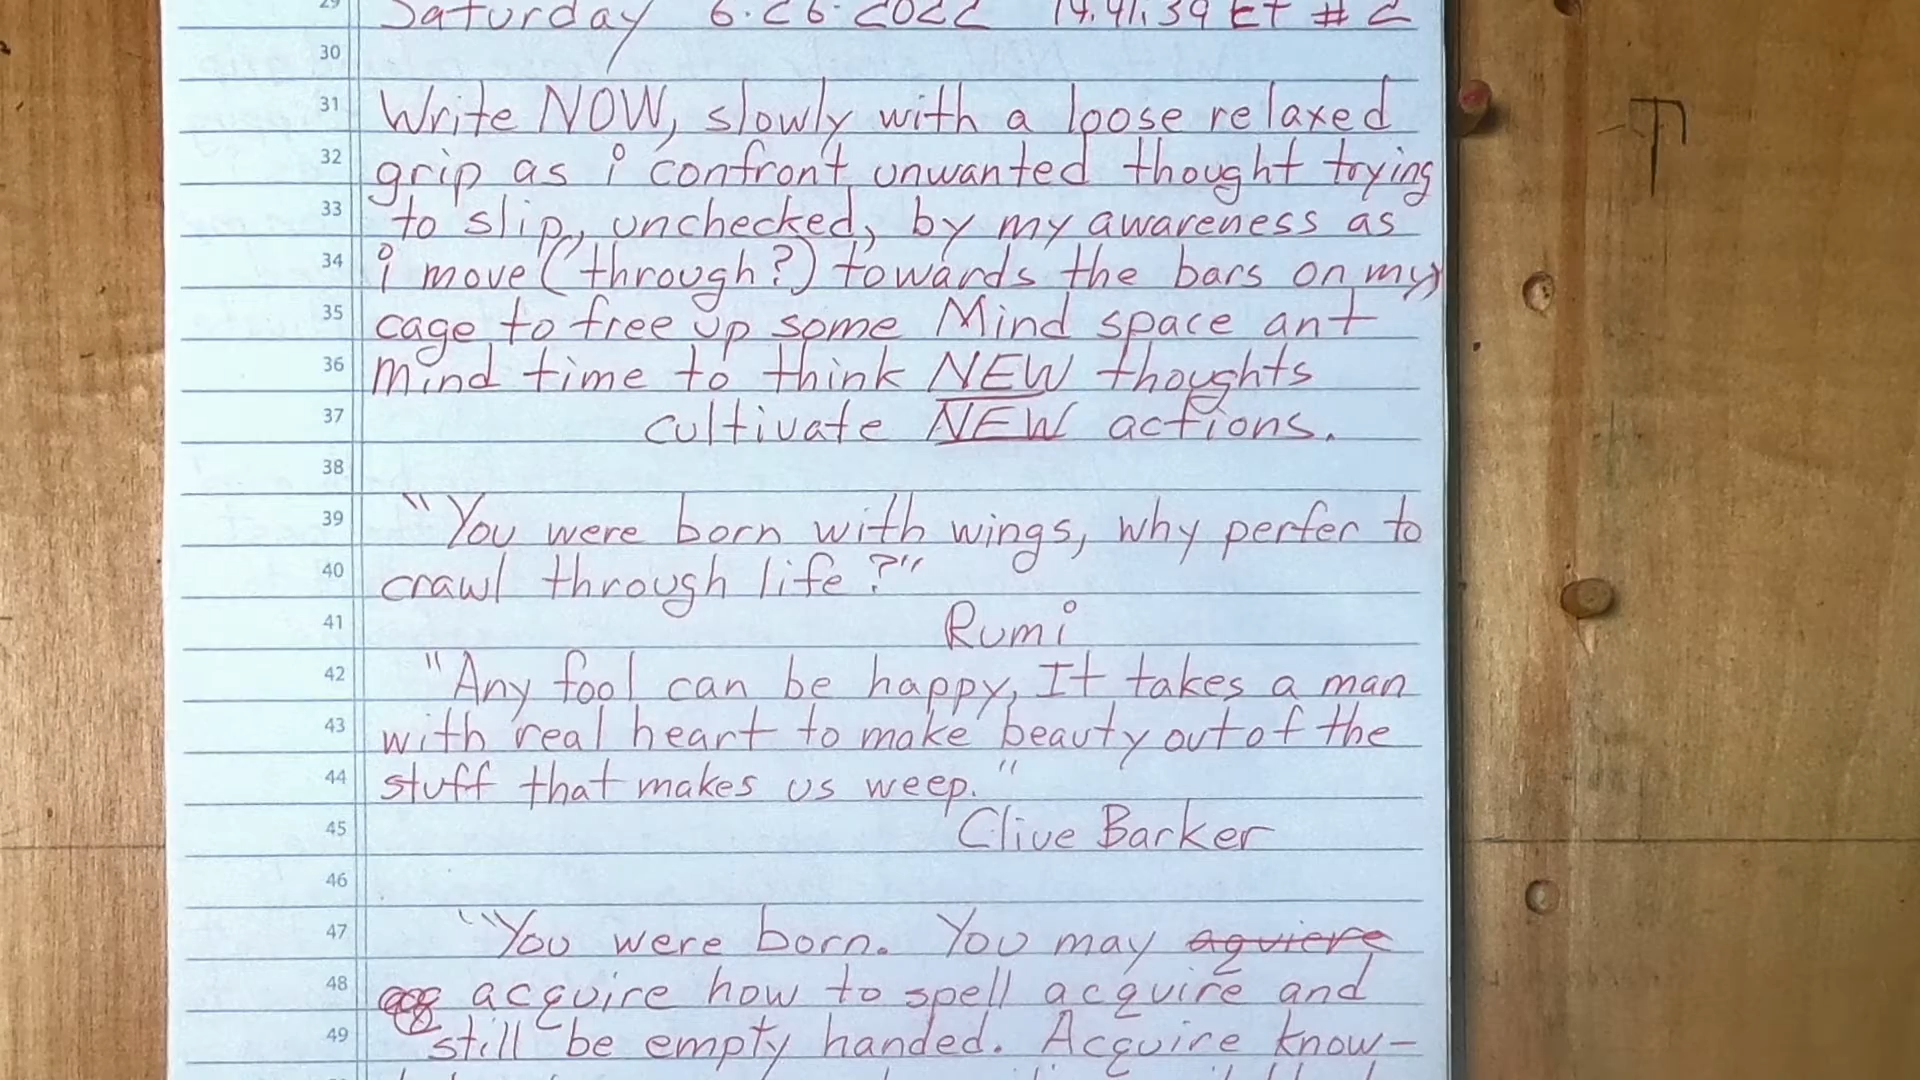 29 Saturday 6.26.2022 14.41.39 ET #2
30
31 Write NOW, slowly with a loose relaxed
32 grip as i confront unwanted thought trying
33 to slip, unchecked, by my awareness as
34 i move (through?) towards the bars on my
35 cage to free up some Mind space ant
36 Mind time to think NEW thoughts
37 cultivate NEW actions.
38
39 "You were born with wings, why perfer to
40 crawl through life?"
41 Rumi
42 "Any fool can be happy, It takes a man
43 with real heart to make beauty out of the
44 stuff that makes us weep."
45 Clive Barker
46
47 "You were born. You may aquiere
48 acquire how to spell acquire and
49 still be empty handed. Acquire know-